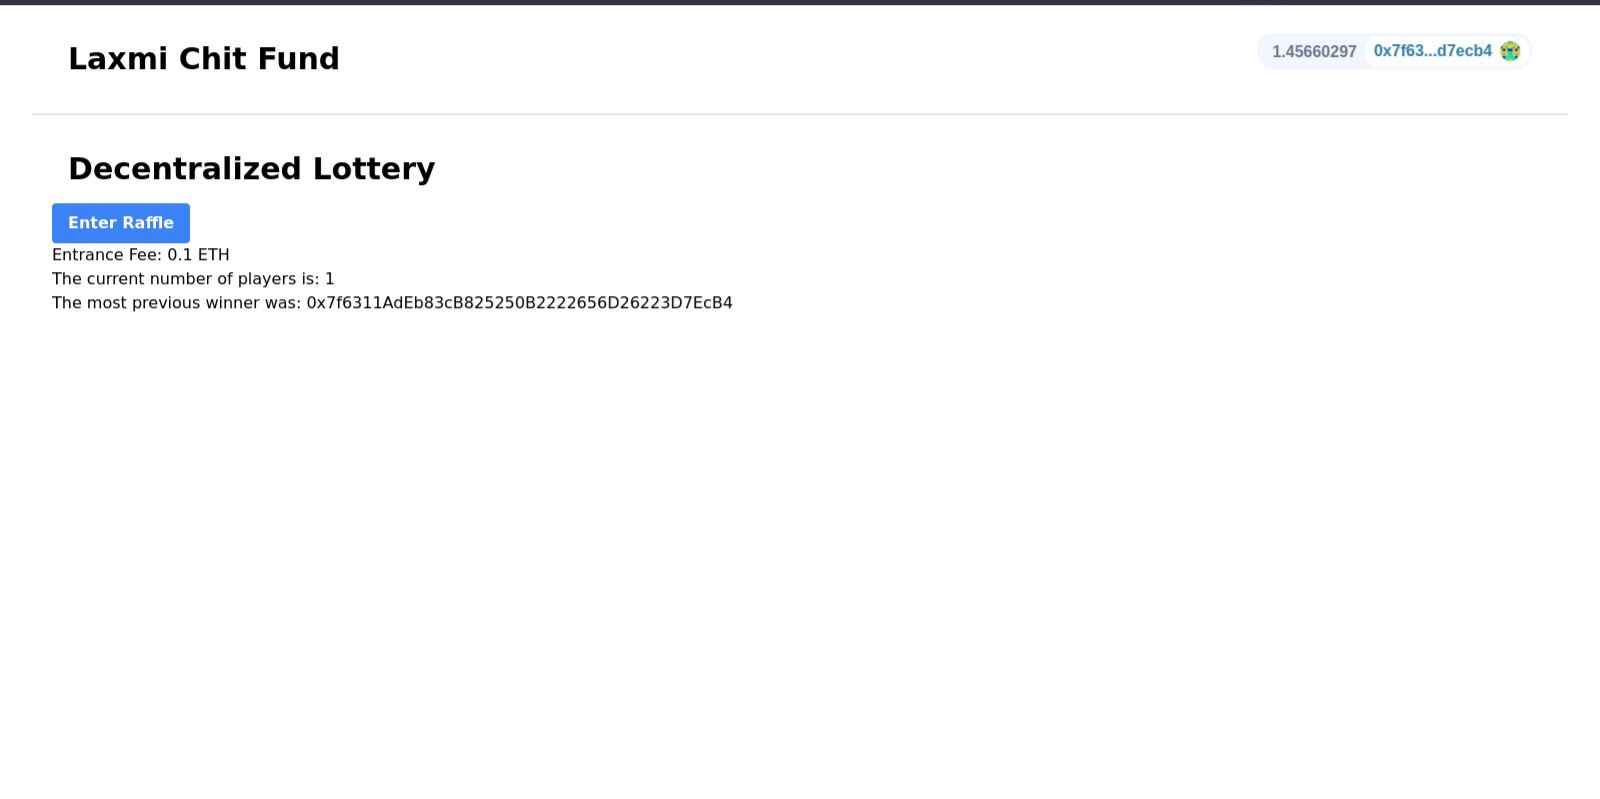 Laxmi Chit Fund
1.45660297 0x7f63...d7ecb4
Decentralized Lottery
Enter Raffle
Entrance Fee: 0.1 ETH
The current number of players is: 1
The most previous winner was: 0x7f6311AdEb83cB825250B2222656D26223D7EcB4